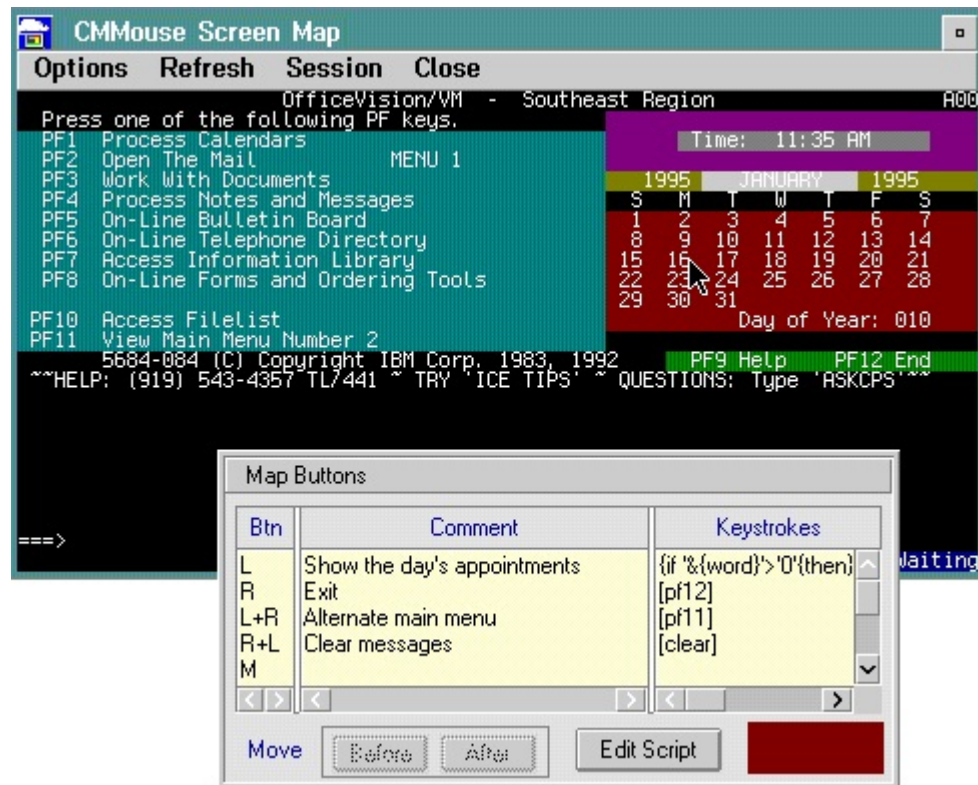 CMMouse Screen Map
Options Refresh Session Close
OfficeVision/VM - Southeast Region A00
Press one of the following PF keys.
PF1 Process Calendars Time: 11:35 AM
PF2 Open The Mail MENU 1
PF3 Work With Documents 1995 JANUARY 1995
PF4 Process Notes and Messages S M T W T F S
PF5 On-Line Bulletin Board 1 2 3 4 5 6 7
PF6 On-Line Telephone Directory 8 9 10 11 12 13 14
PF7 Access Information Library 15 16 17 18 19 20 21
PF8 On-Line Forms and Ordering Tools 22 23 24 25 26 27 28
29 30 31
PF10 Access Filelist Day of Year: 010
PF11 View Main Menu Number 2
5684-084 (C) Copyright IBM Corp. 1983, 1992 PF9 Help PF12 End
~~HELP: (919) 543-4357 TL/441 ~ TRY 'ICE TIPS' ~ QUESTIONS: Type 'ASKCPS'~~
===>
Waiting
Map Buttons
Btn Comment Keystrokes
L Show the day's appointments {if '&{word}'>'0'{then}
R Exit [pf12]
L+R Alternate main menu [pf11]
R+L Clear messages [clear]
M
Move Before After Edit Script